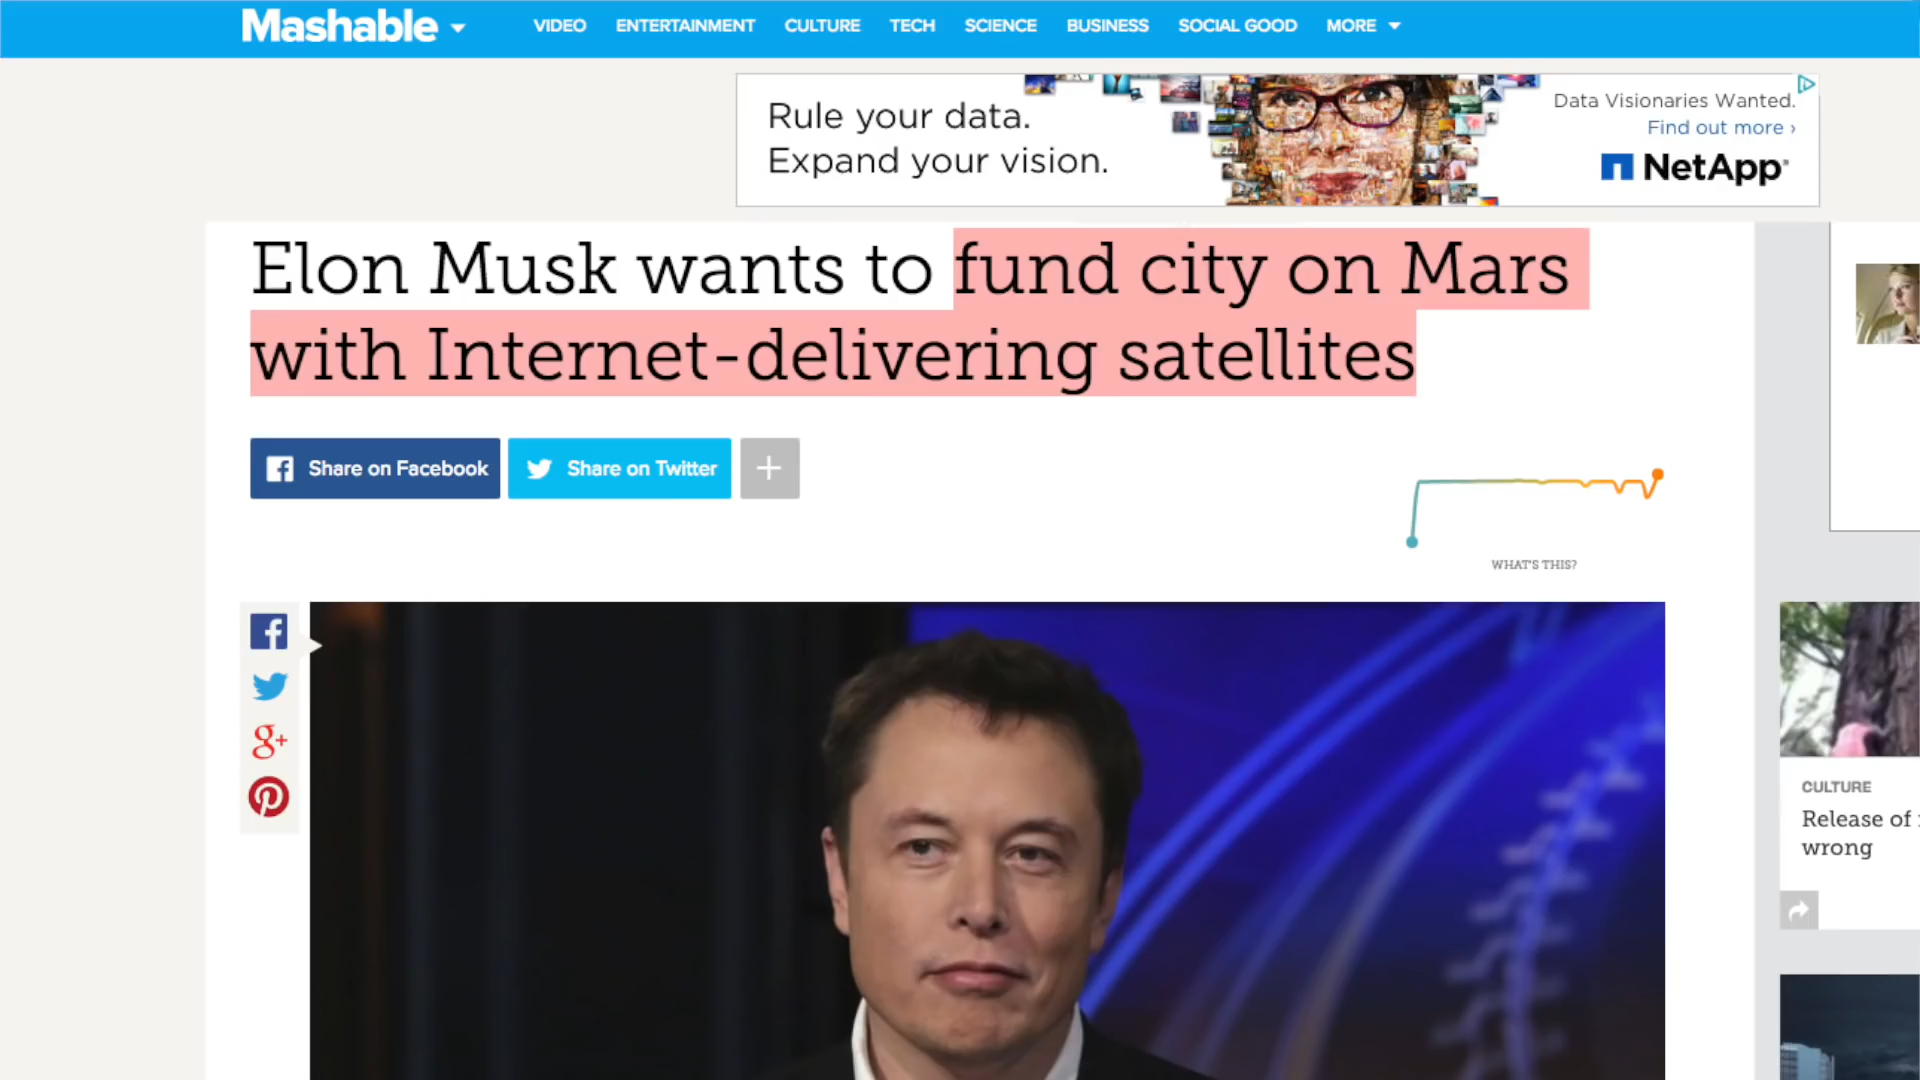 Mashable
VIDEO ENTERTAINMENT CULTURE TECH SCIENCE BUSINESS SOCIAL GOOD MORE
Rule your data.
Expand your vision.
Data Visionaries Wanted.
Find out more ›
NetApp
Elon Musk wants to fund city on Mars
with Internet-delivering satellites
Share on Facebook
Share on Twitter
+
WHAT'S THIS?
g+
CULTURE
Release of
wrong